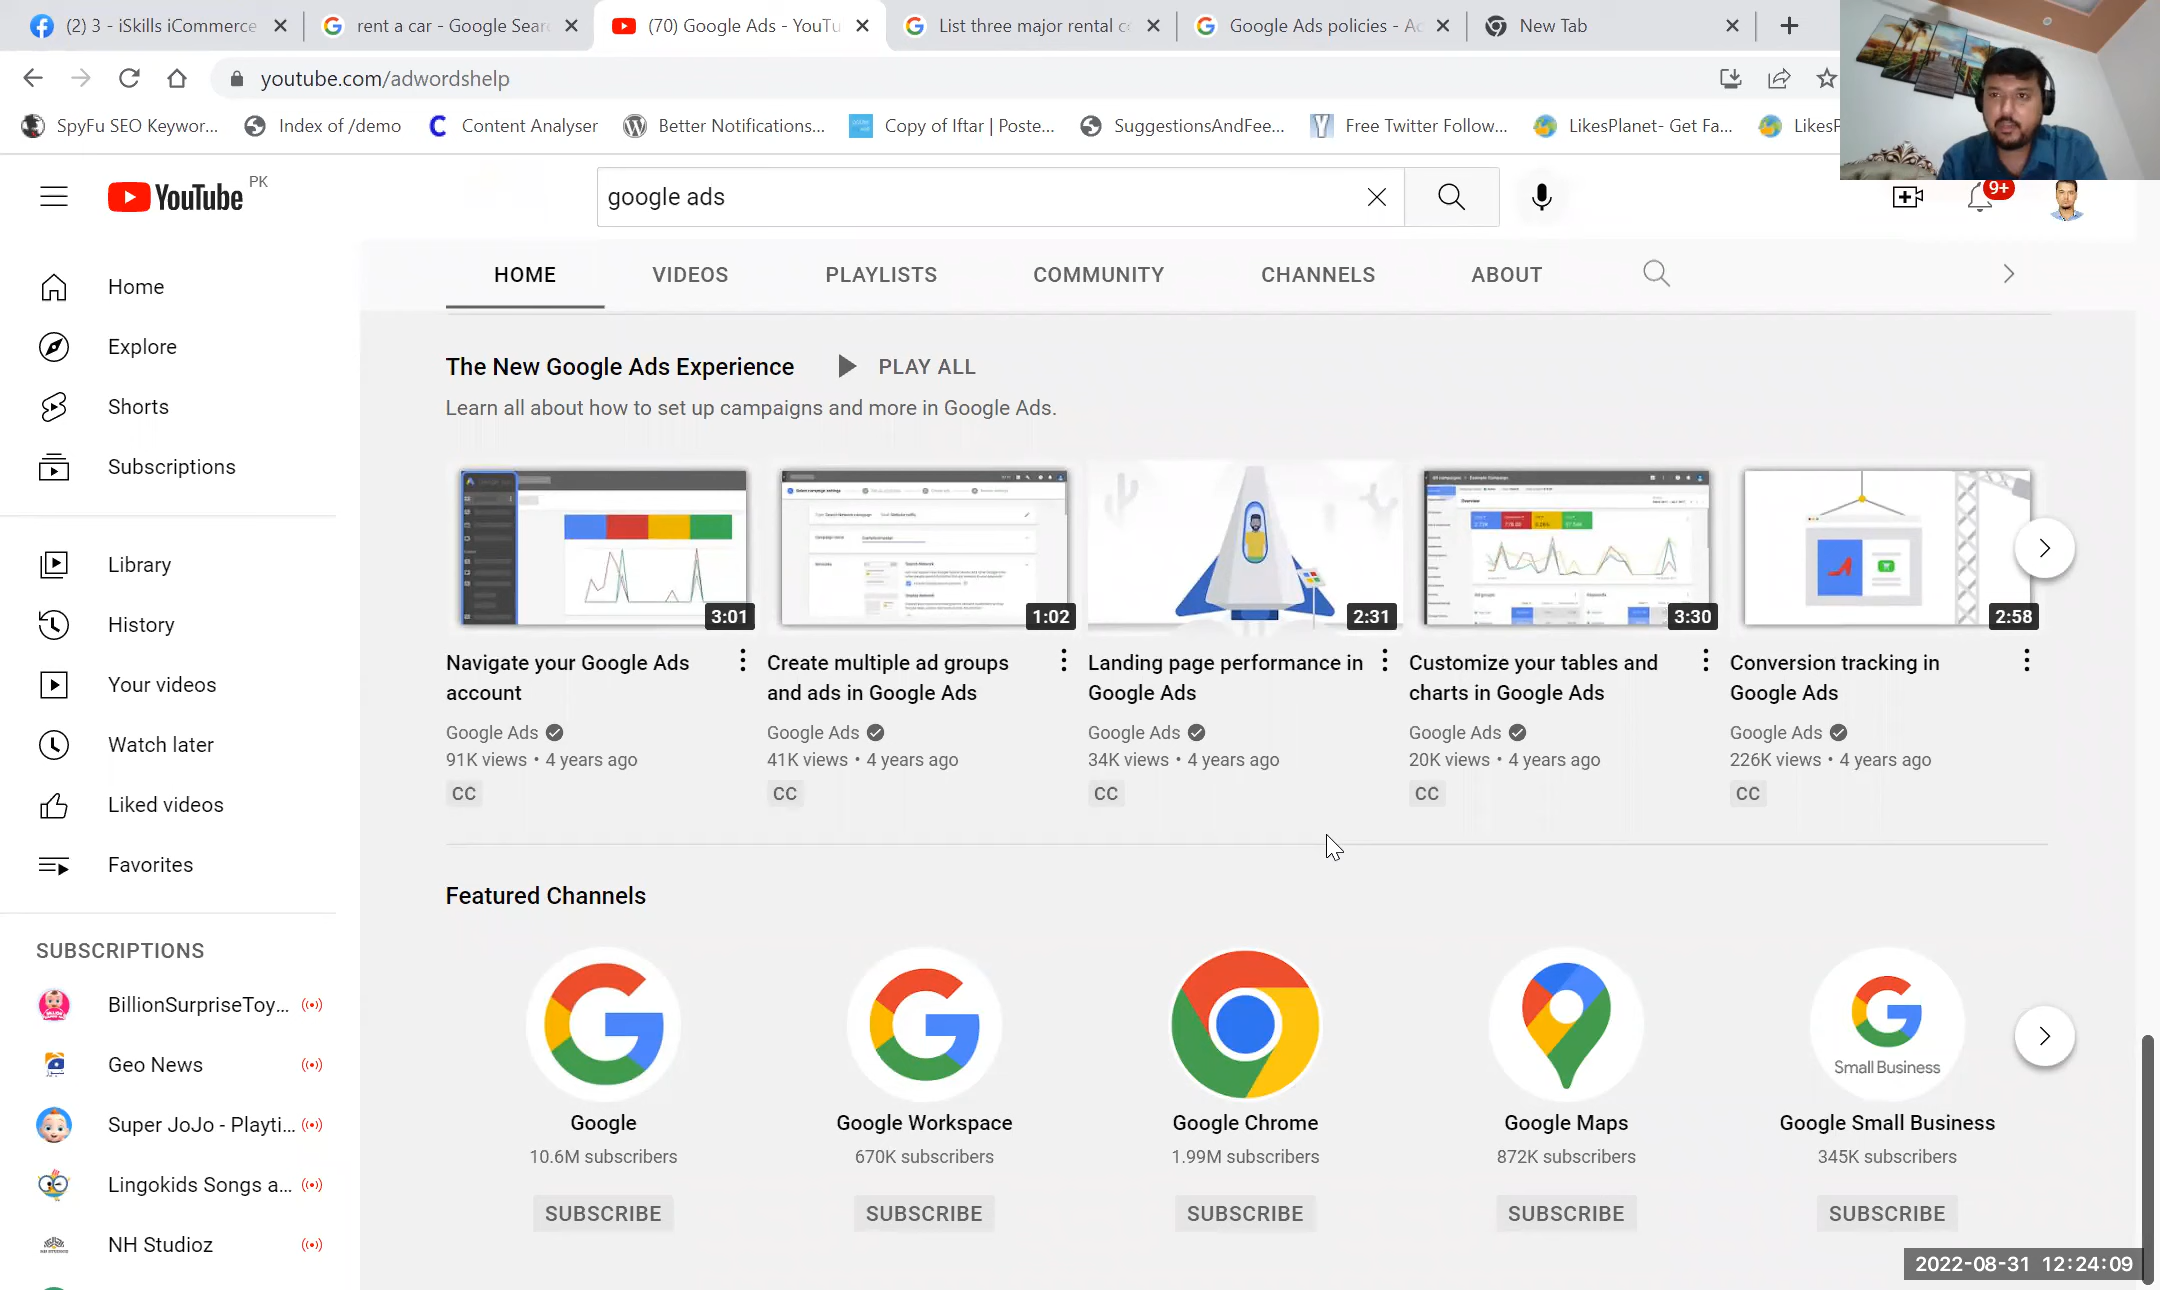 (2) 3 - iSkills iCommerce
rent a car - Google Sear
(70) Google Ads - YouTu
List three major rental c
Google Ads policies - Ac
New Tab
youtube.com/adwordshelp
SpyFu SEO Keywor...
Index of /demo
Content Analyser
Better Notifications...
Copy of Iftar | Poste...
SuggestionsAndFee...
Free Twitter Follow...
LikesPlanet- Get Fa...
LikesP
YouTube PK
google ads
9+
HOME
VIDEOS
PLAYLISTS
COMMUNITY
CHANNELS
ABOUT
Home
Explore
Shorts
Subscriptions
Library
History
Your videos
Watch later
Liked videos
Favorites
SUBSCRIPTIONS
BillionSurpriseToy...
Geo News
Super JoJo - Playti...
Lingokids Songs a...
NH Studioz
The New Google Ads Experience
PLAY ALL
Learn all about how to set up campaigns and more in Google Ads.
3:01
Navigate your Google Ads
account
Google Ads
91K views • 4 years ago
CC
1:02
Create multiple ad groups
and ads in Google Ads
Google Ads
41K views • 4 years ago
CC
2:31
Landing page performance in
Google Ads
Google Ads
34K views • 4 years ago
CC
3:30
Customize your tables and
charts in Google Ads
Google Ads
20K views • 4 years ago
CC
2:58
Conversion tracking in
Google Ads
Google Ads
226K views • 4 years ago
CC
Featured Channels
Google
10.6M subscribers
SUBSCRIBE
Google Workspace
670K subscribers
SUBSCRIBE
Google Chrome
1.99M subscribers
SUBSCRIBE
Google Maps
872K subscribers
SUBSCRIBE
Small Business
Google Small Business
345K subscribers
SUBSCRIBE
2022-08-31 12:24:09